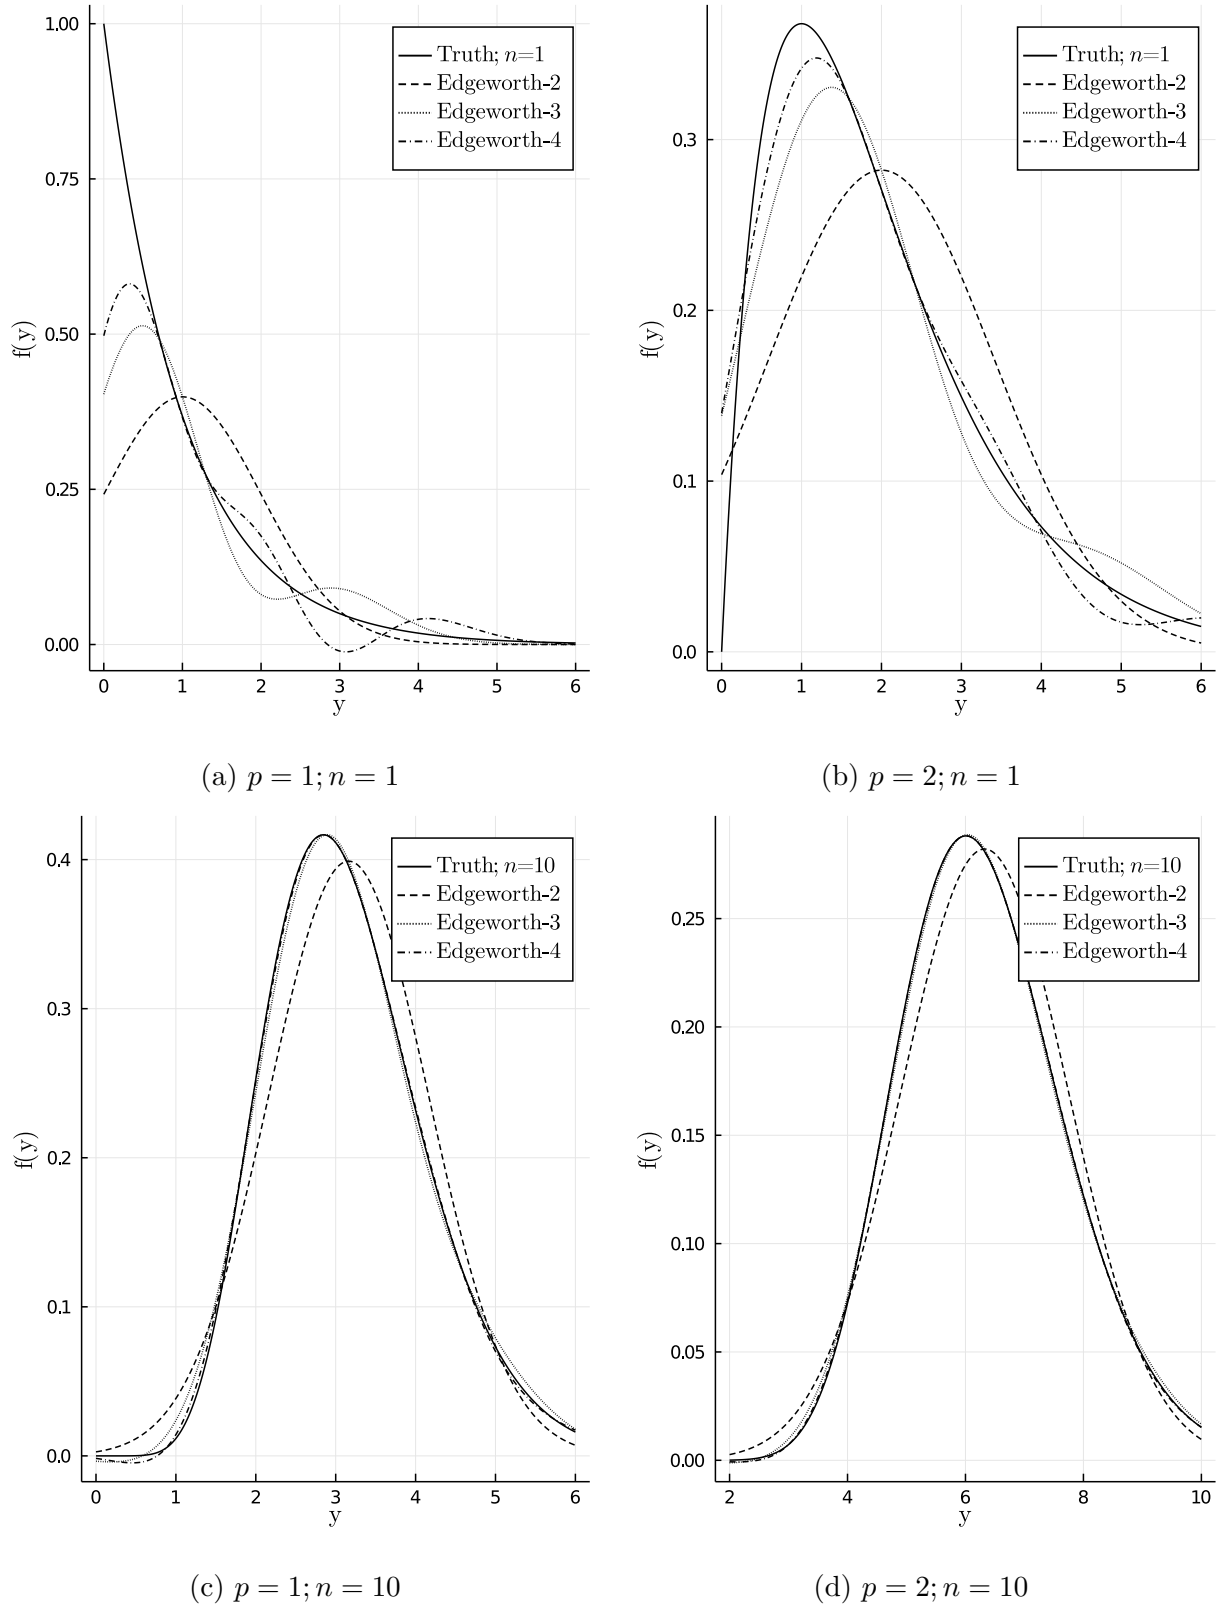 1.00
0.75
0.50
0.25
0.00
f(y)
0 1 2 3 4 5 6
y
Truth; n=1
Edgeworth-2
Edgeworth-3
Edgeworth-4
(a) p = 1; n = 1
0.3
0.2
0.1
0.0
f(y)
0 1 2 3 4 5 6
y
Truth; n=1
Edgeworth-2
Edgeworth-3
Edgeworth-4
(b) p = 2; n = 1
0.4
0.3
0.2
0.1
0.0
f(y)
0 1 2 3 4 5 6
y
Truth; n=10
Edgeworth-2
Edgeworth-3
Edgeworth-4
(c) p = 1; n = 10
0.25
0.20
0.15
0.10
0.05
0.00
f(y)
2 4 6 8 10
y
Truth; n=10
Edgeworth-2
Edgeworth-3
Edgeworth-4
(d) p = 2; n = 10